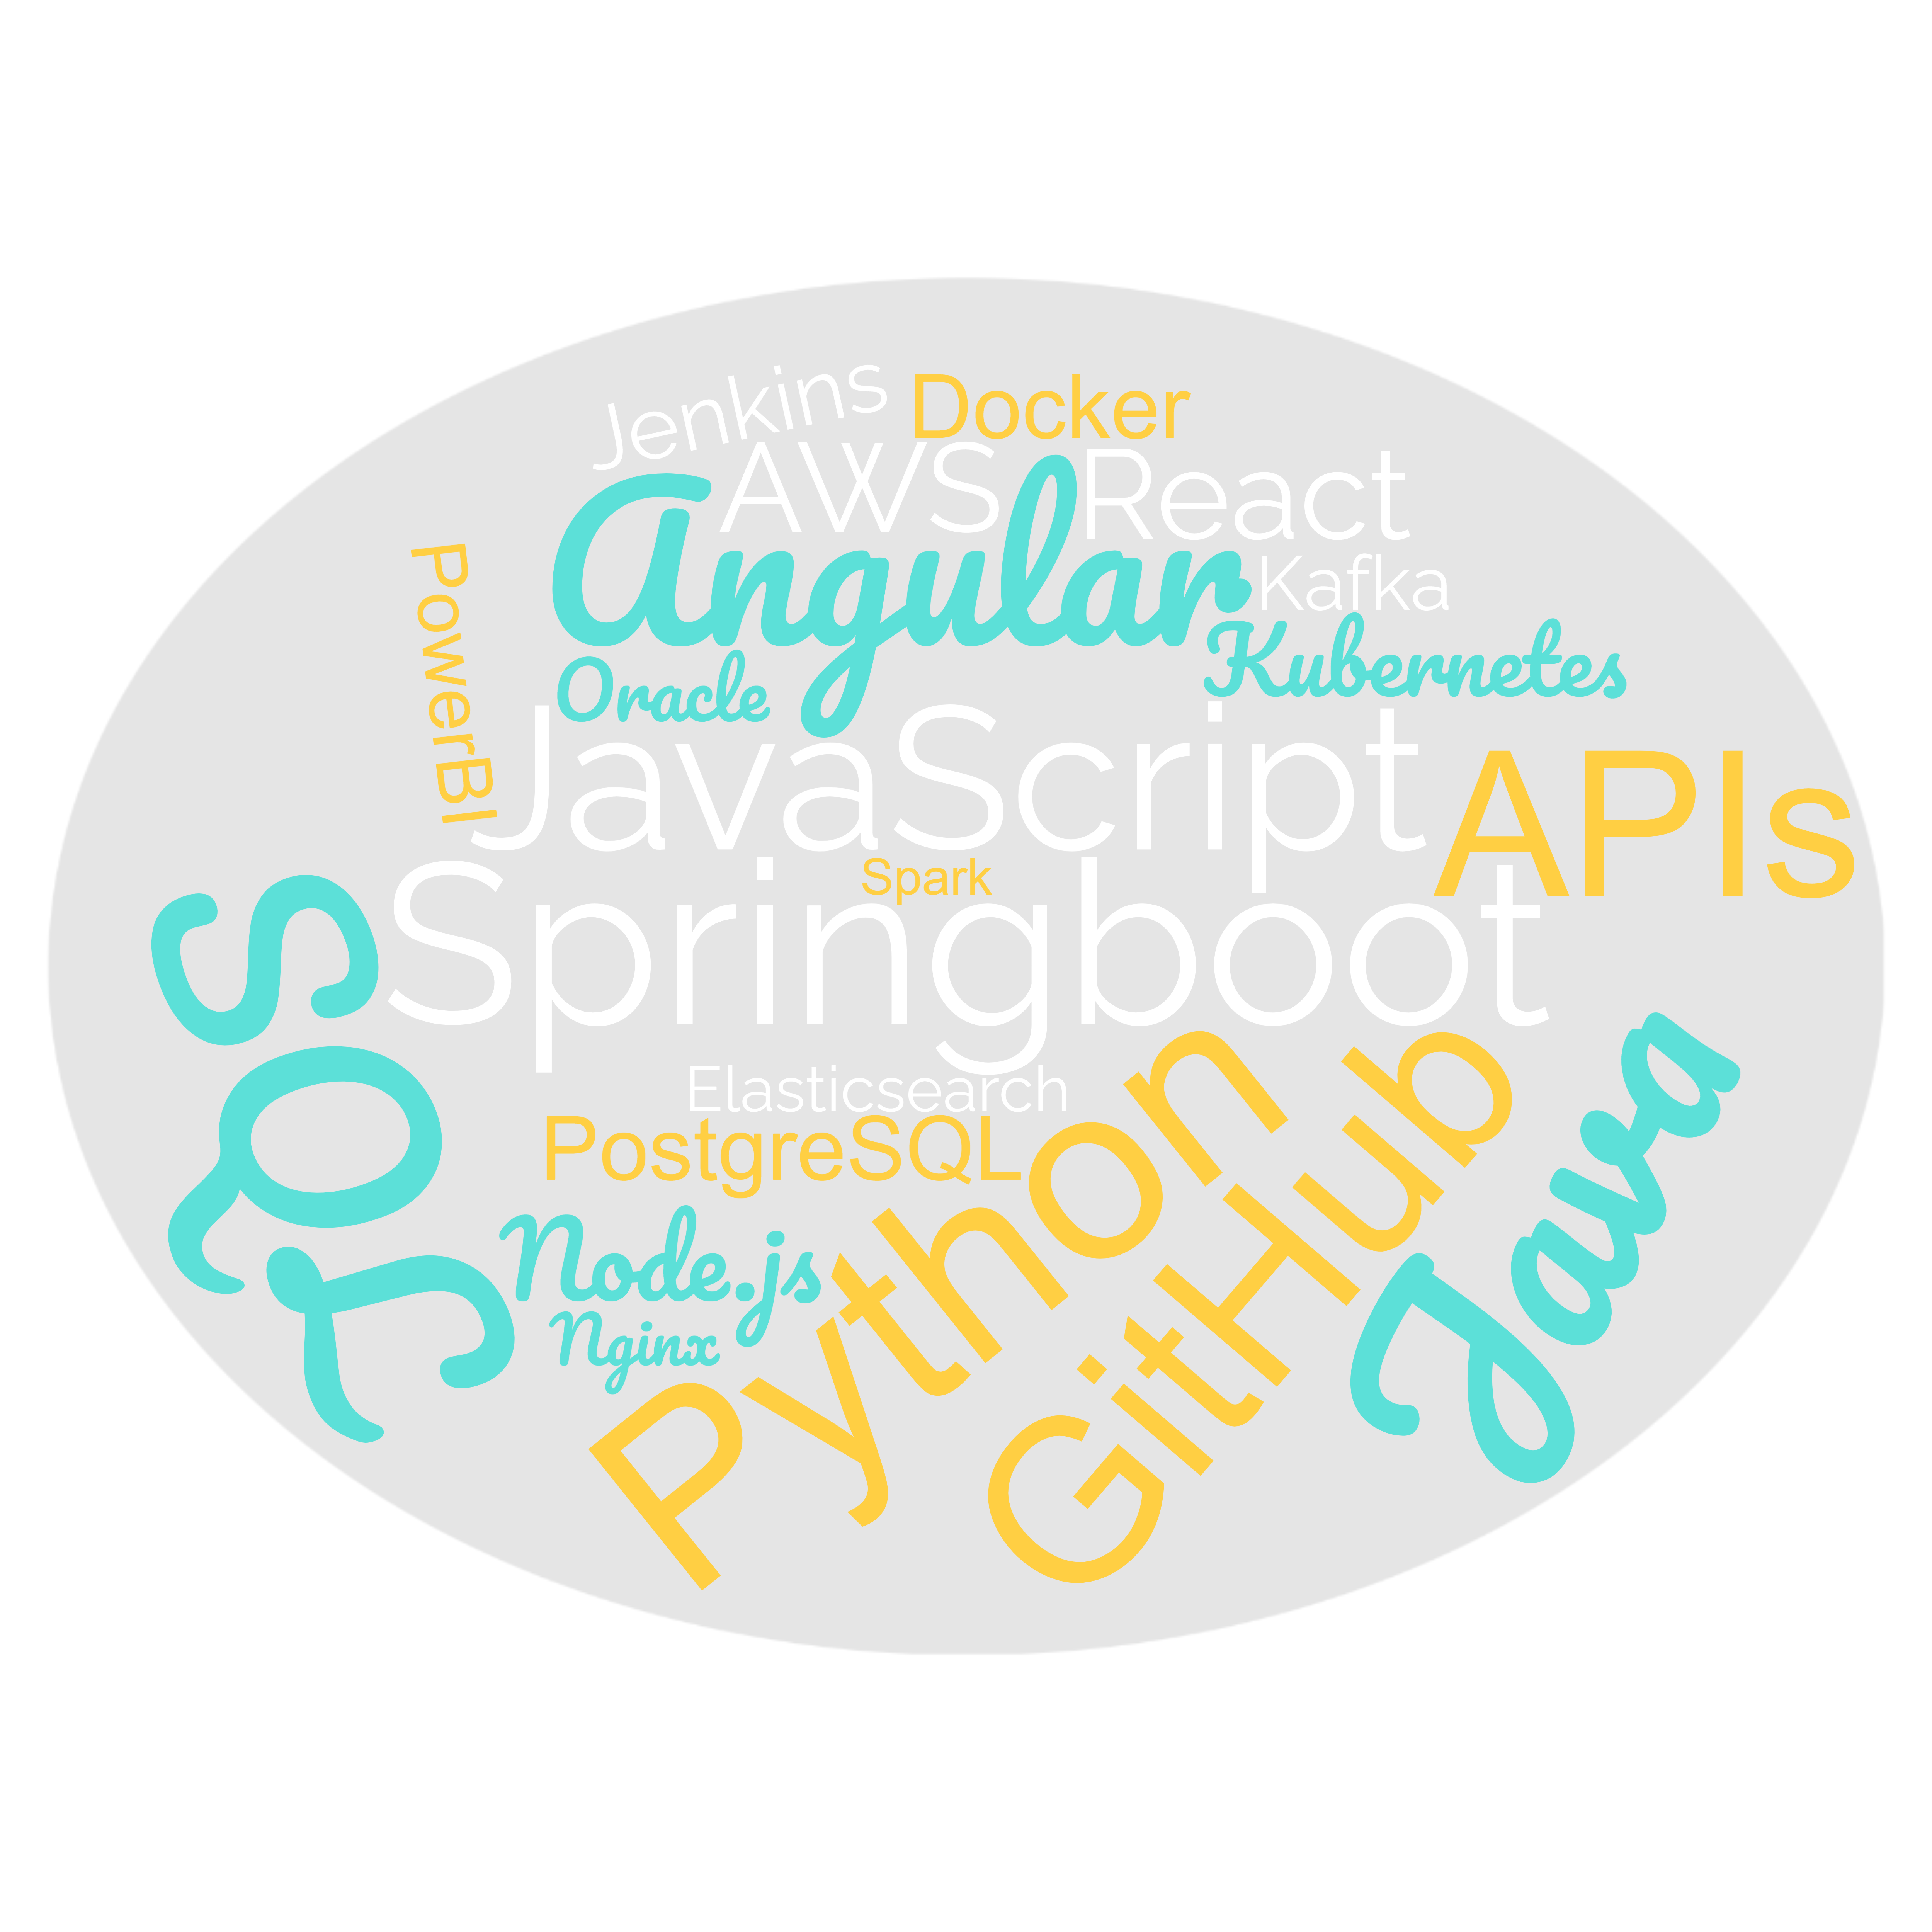 Jenkins
Docker
AWS
React
Angular
PowerBI
Kafka
Kubernetes
Oracle
JavaScript
APIs
Spark
Springboot
SQL
Elasticsearch
PostgreSQL
Python
GitHub
Java
Node.js
Nginx